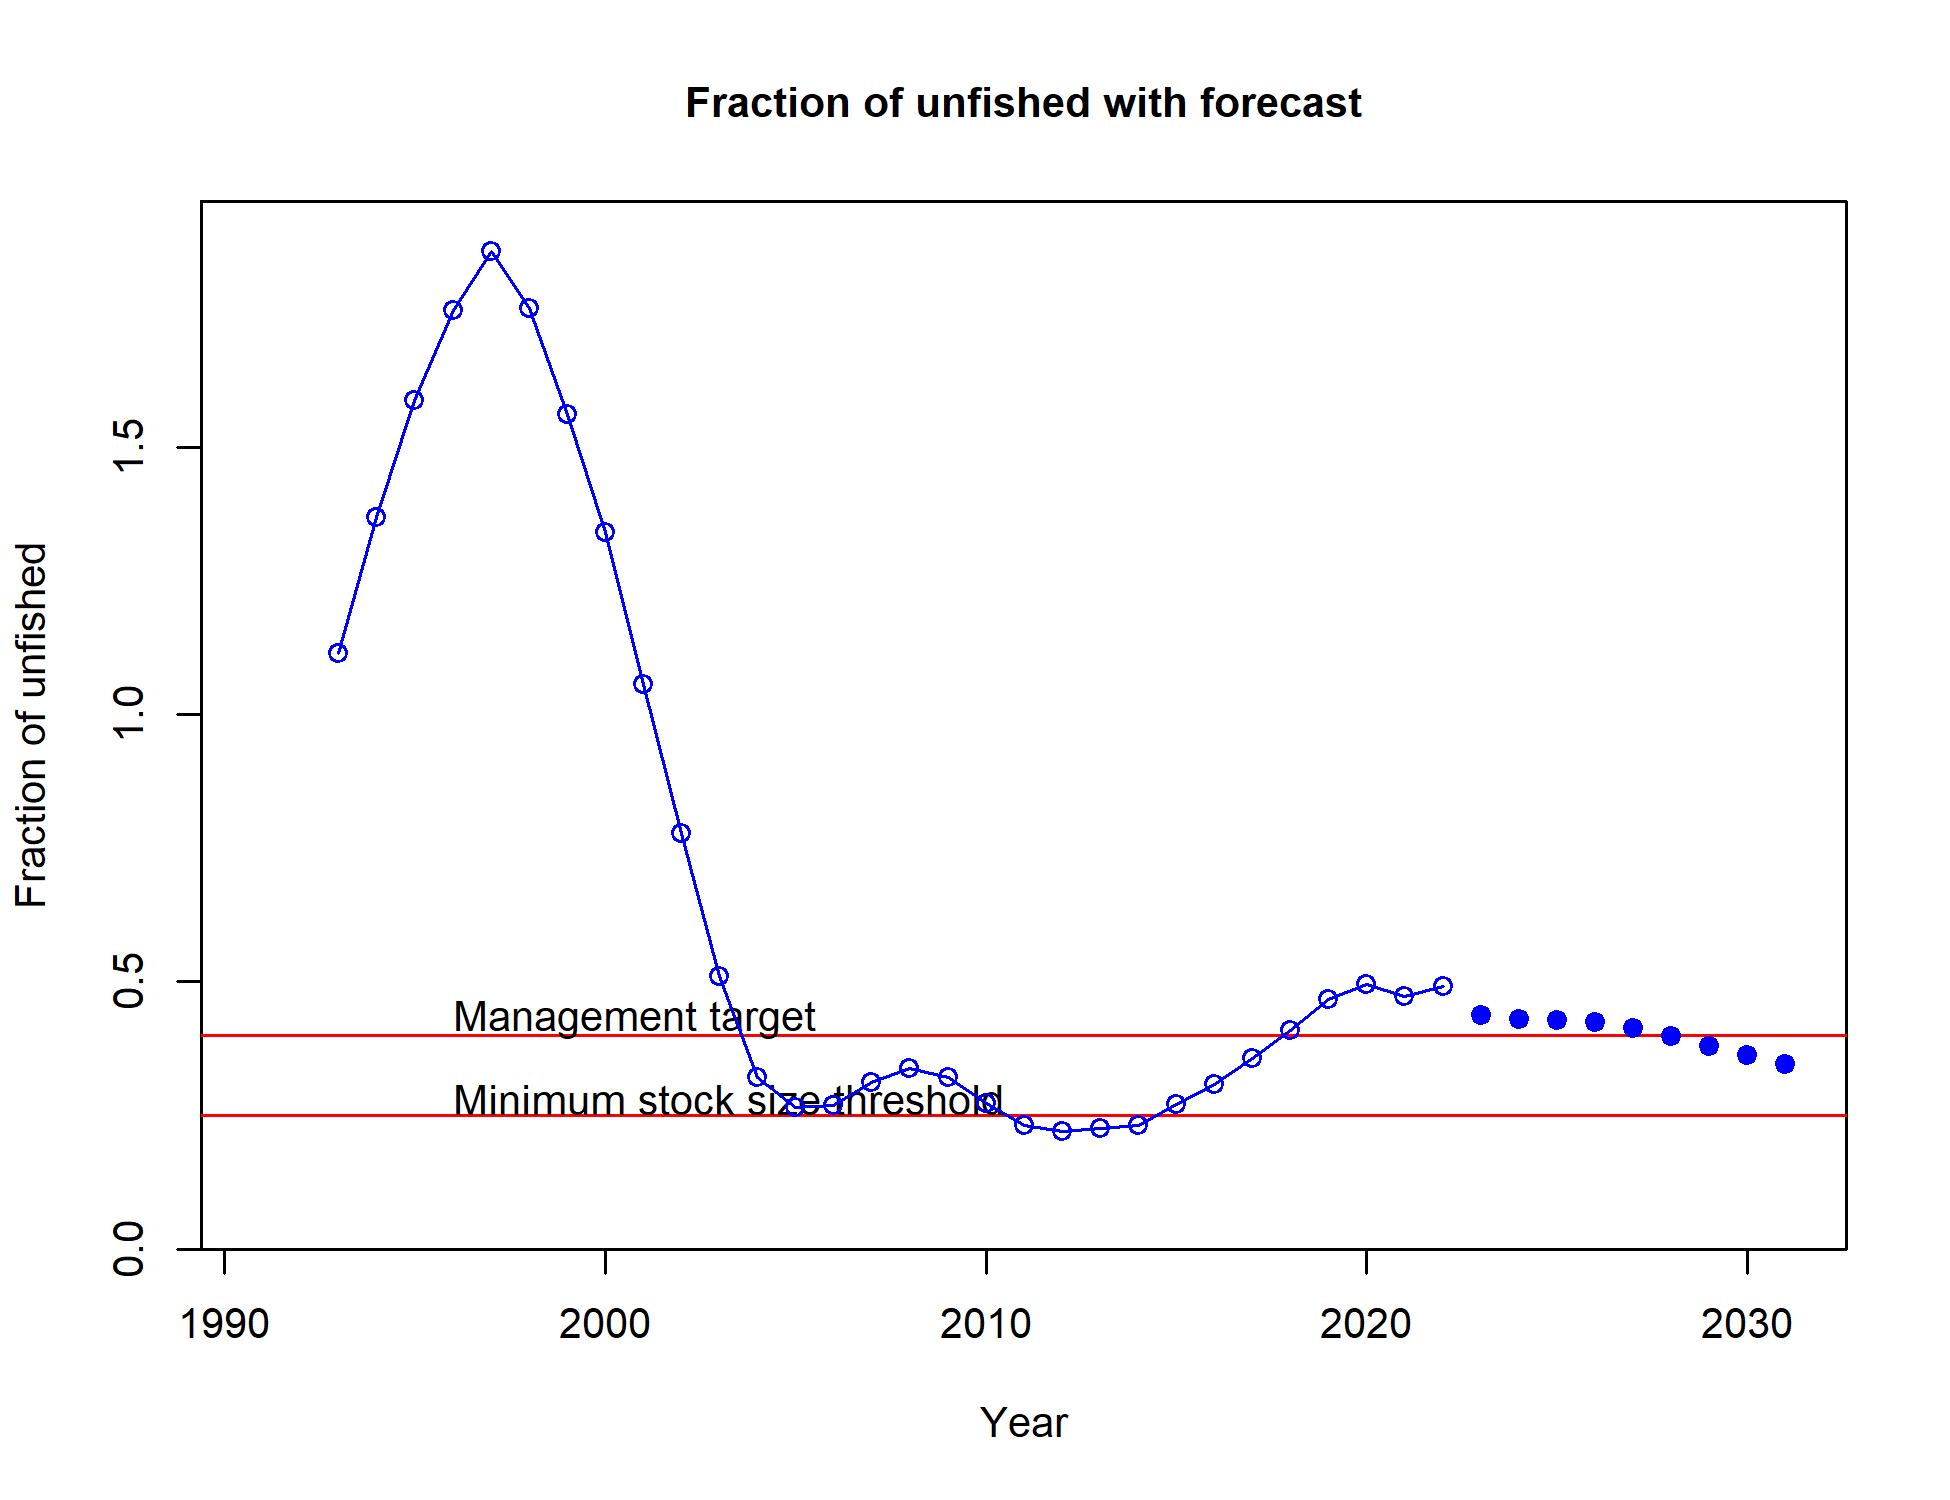 Fraction of unfished with forecast
Fraction of unfished
1.5
1.0
0.5
0.0
Management target
Minimum stock size threshold
1990 2000 2010 2020 2030
Year